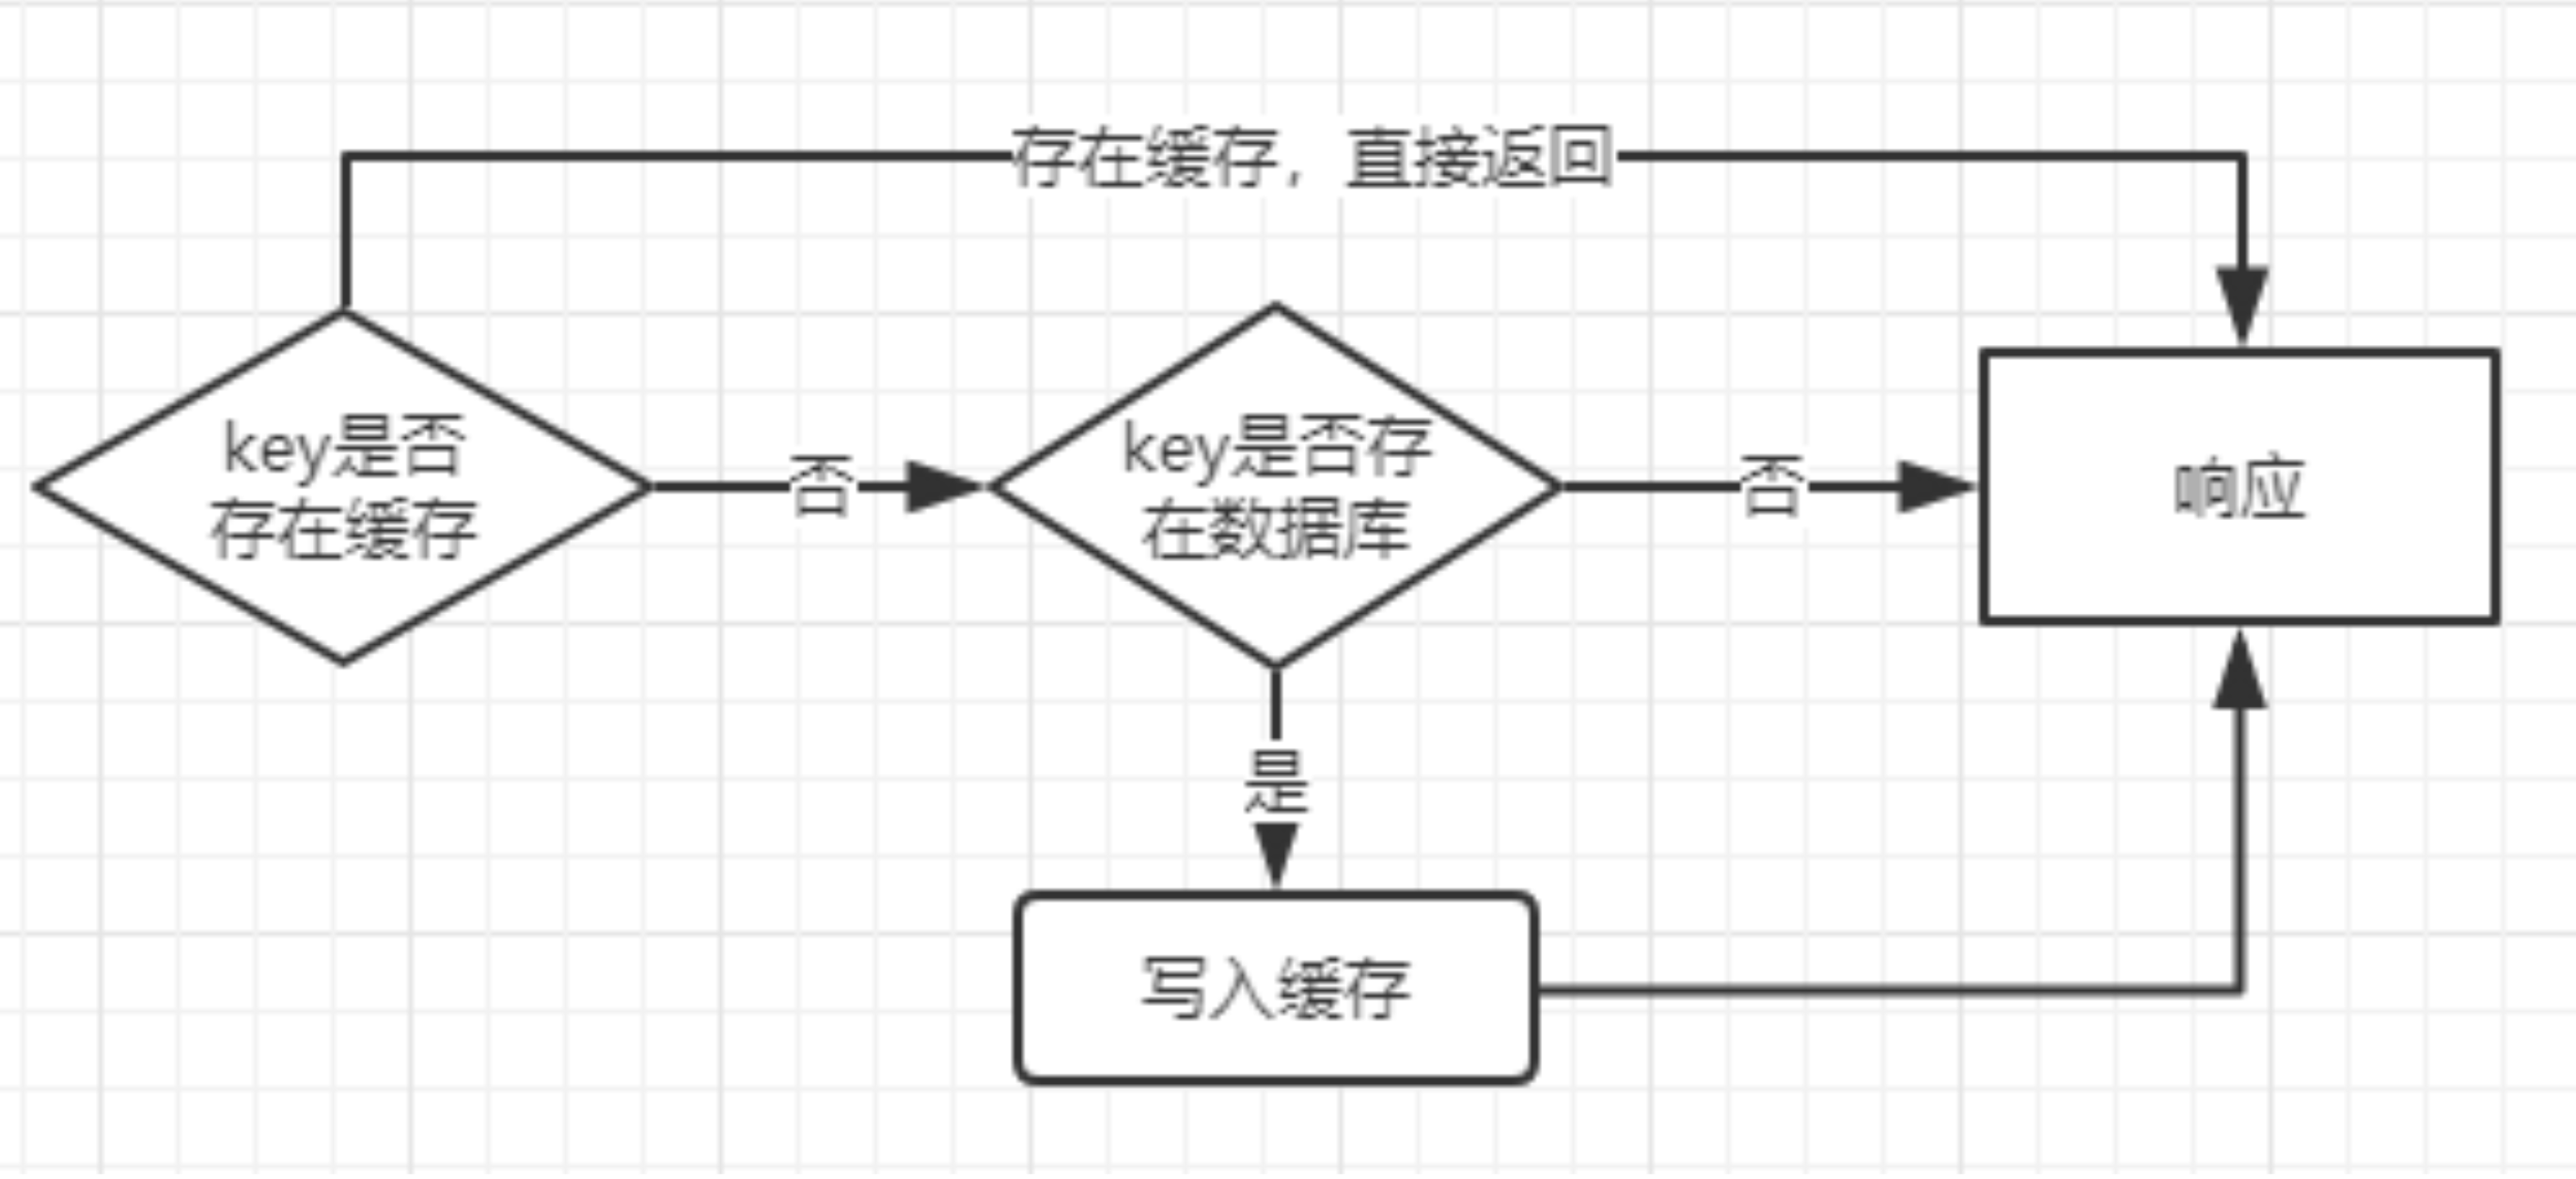 存在缓存，直接返回
key是否
存在缓存
否
key是否存
在数据库
否
响应
是
写入缓存